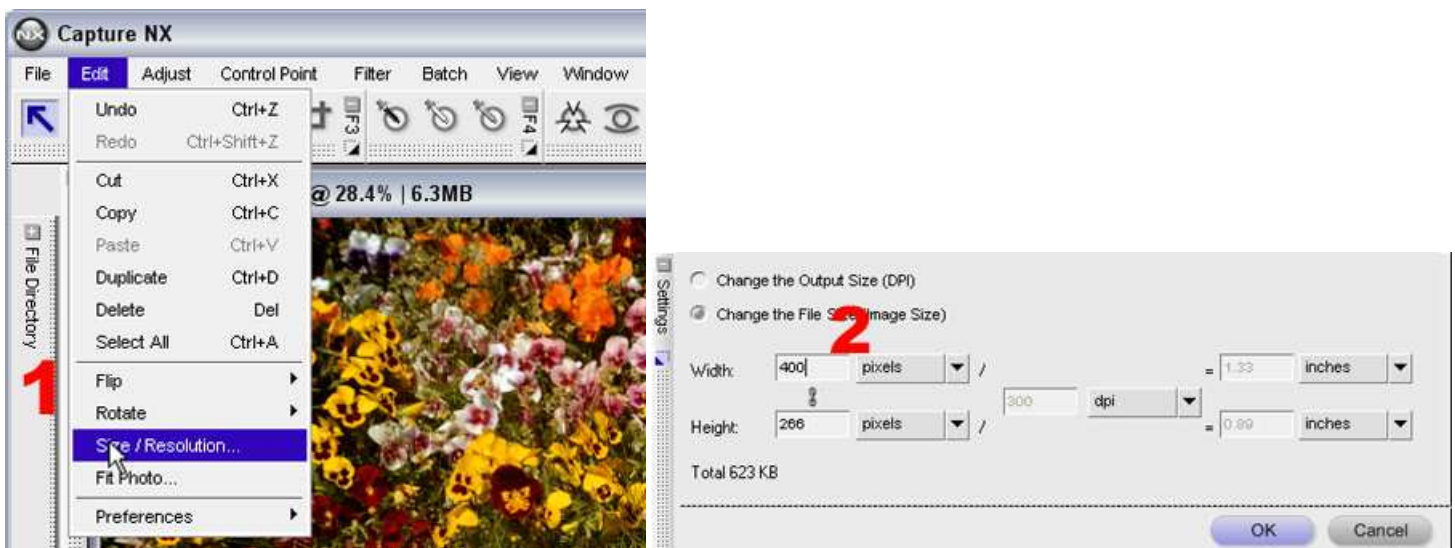 Capture NX
File Edit Adjust Control Point Filter Batch View Window
Undo Ctrl+Z
Redo Ctrl+Shift+Z
F3
F4
Cut Ctrl+X
@ 28.4% | 6.3MB
Copy Ctrl+C
Paste Ctrl+V
Duplicate Ctrl+D
Delete Del
Select All Ctrl+A
Flip
Rotate
Size / Resolution...
Fit Photo...
Preferences
File Directory
1
Settings
Change the Output Size (DPI)
Change the File Size (Image Size)
2
Width: 400 pixels / = 1.33 inches
300 dpi
Height: 266 pixels / = 0.89 inches
Total 623 KB
OK Cancel